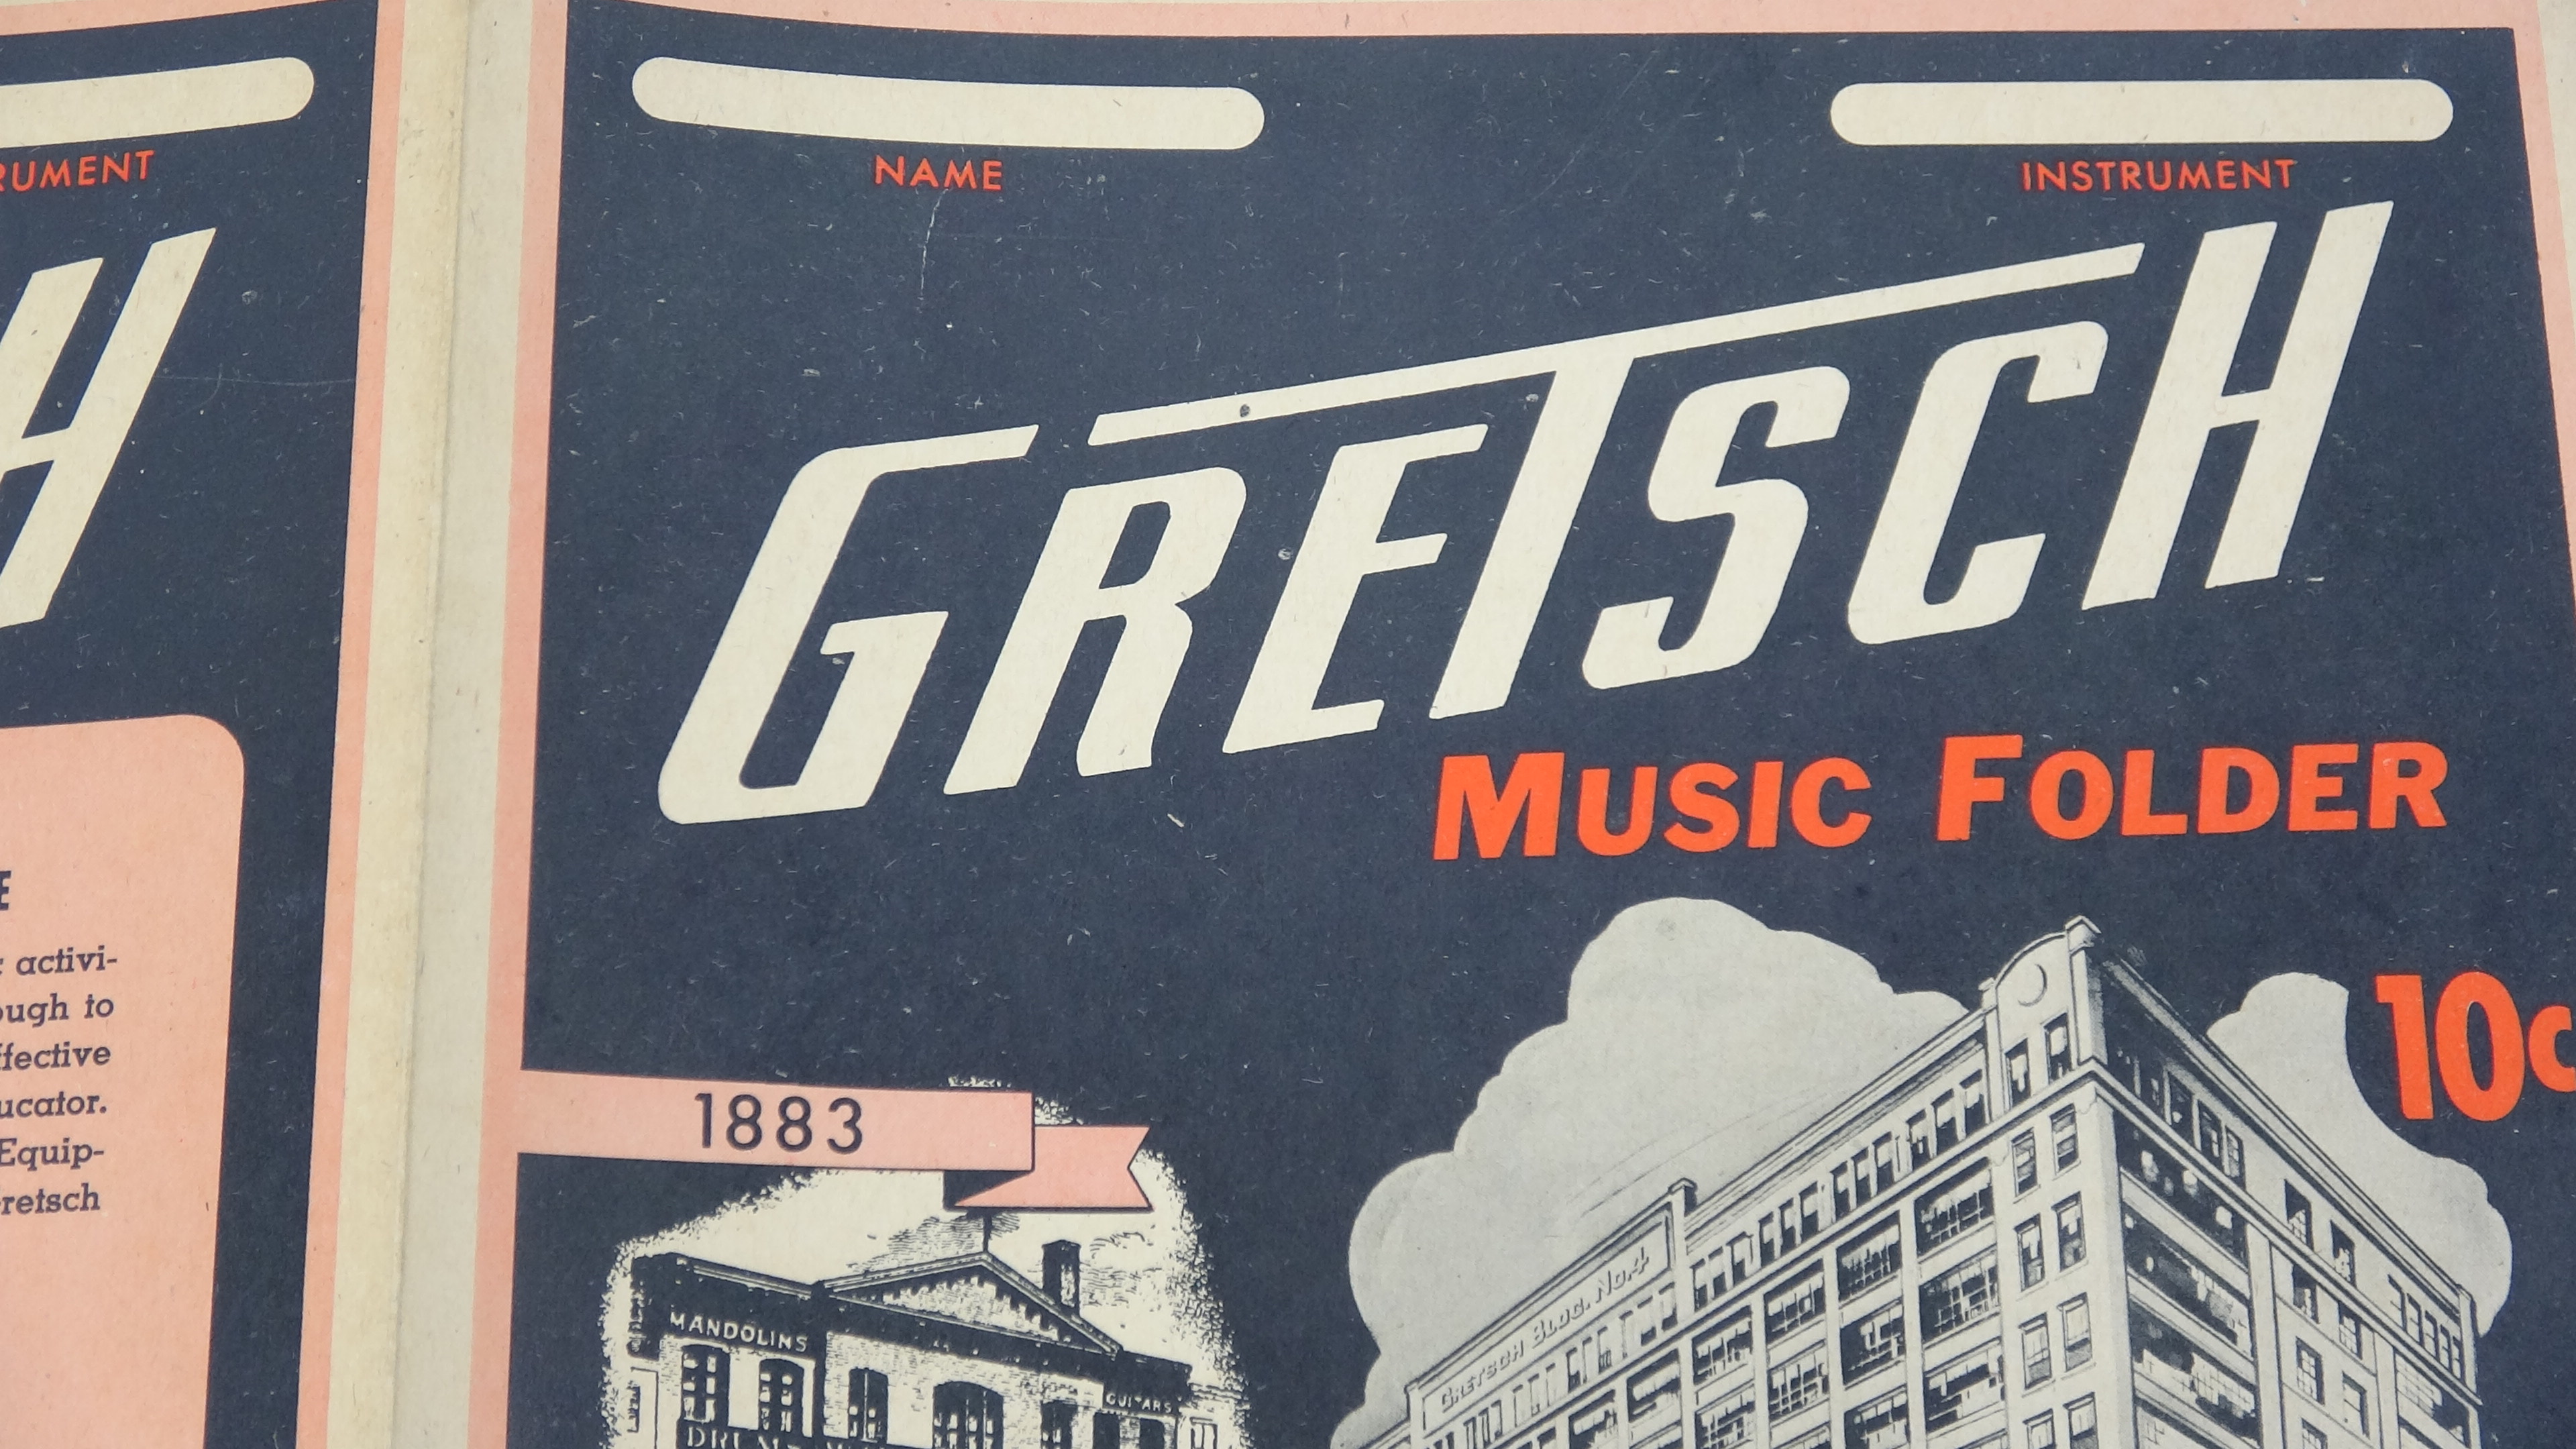 RUMENT
H
E
activi-
ough to
ffective
ucator.
Equip-
retsch
NAME
INSTRUMENT
GRETSCH
MUSIC FOLDER
10c
1883
MANDOLINS
GUITARS
GRETSCH BLDG. No.4